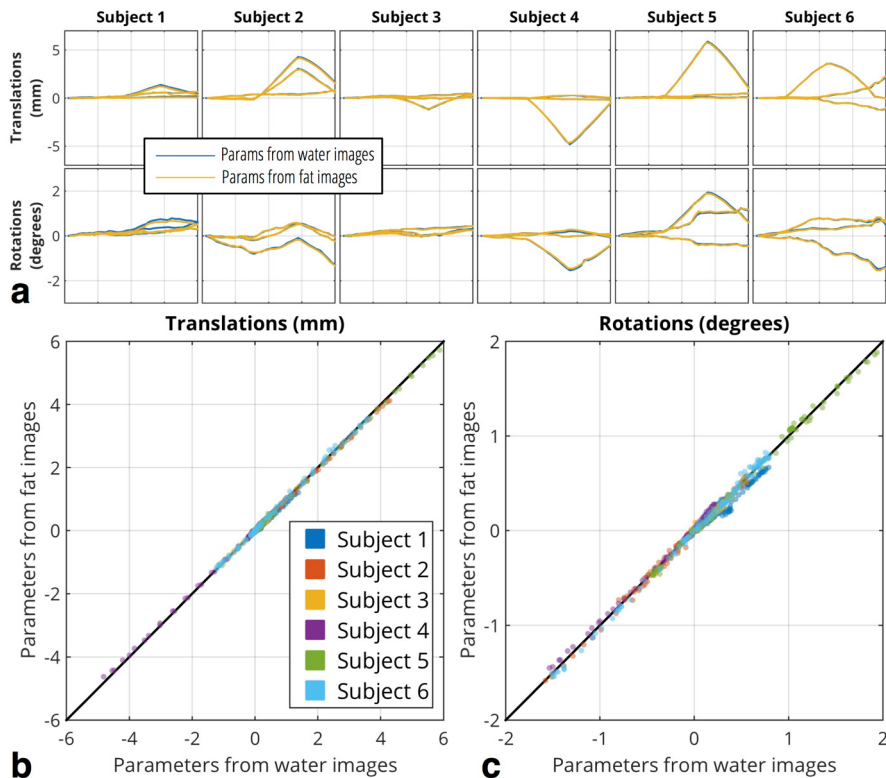 Subject 1 Subject 2 Subject 3 Subject 4 Subject 5 Subject 6
Translations
(mm)
5
0
-5
Params from water images
Params from fat images
Rotations
(degrees)
2
0
-2
a
Translations (mm)
Parameters from fat images
6
4
2
0
-2
-4
-6
-6 -4 -2 0 2 4 6
Subject 1
Subject 2
Subject 3
Subject 4
Subject 5
Subject 6
b
Parameters from water images
Rotations (degrees)
Parameters from fat images
2
1
0
-1
-2
-2 -1 0 1 2
c
Parameters from water images